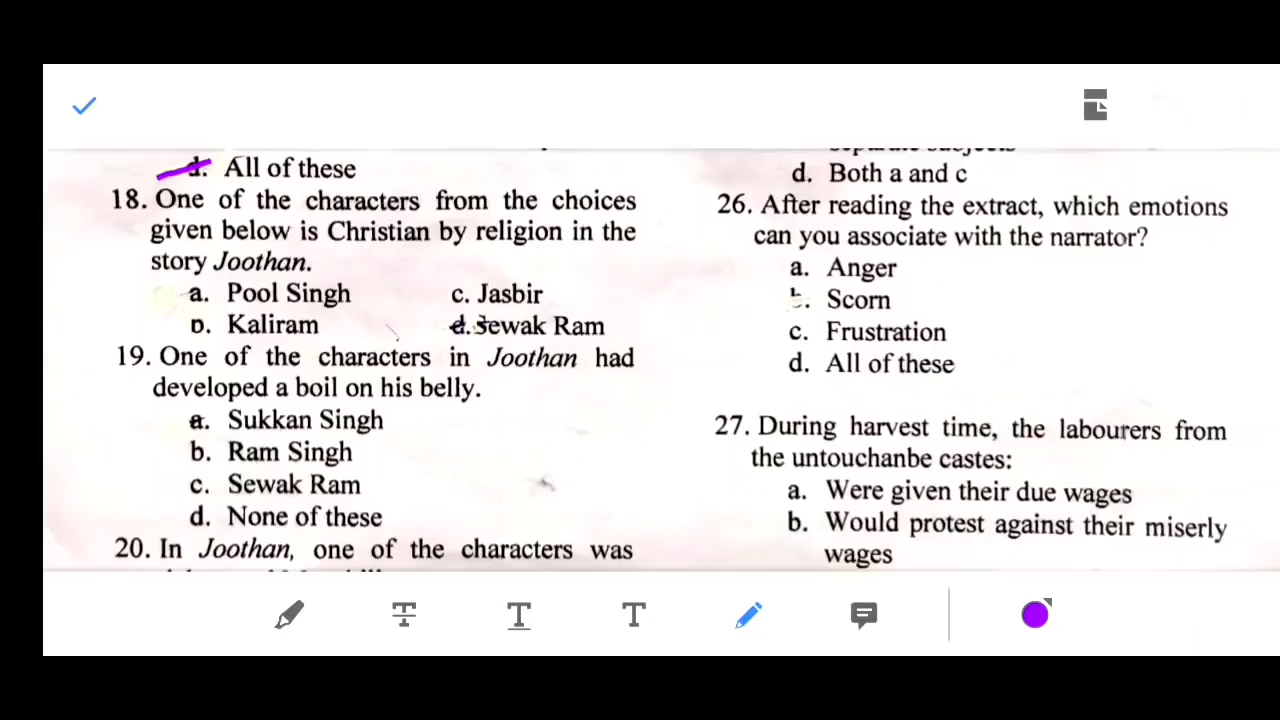 d. All of these
18. One of the characters from the choices
given below is Christian by religion in the
story Joothan.
a. Pool Singh c. Jasbir
b. Kaliram d. Sewak Ram
19. One of the characters in Joothan had
developed a boil on his belly.
a. Sukkan Singh
b. Ram Singh
c. Sewak Ram
d. None of these
20. In Joothan, one of the characters was
d. Both a and c
26. After reading the extract, which emotions
can you associate with the narrator?
a. Anger
b. Scorn
c. Frustration
d. All of these
27. During harvest time, the labourers from
the untouchanbe castes:
a. Were given their due wages
b. Would protest against their miserly
wages